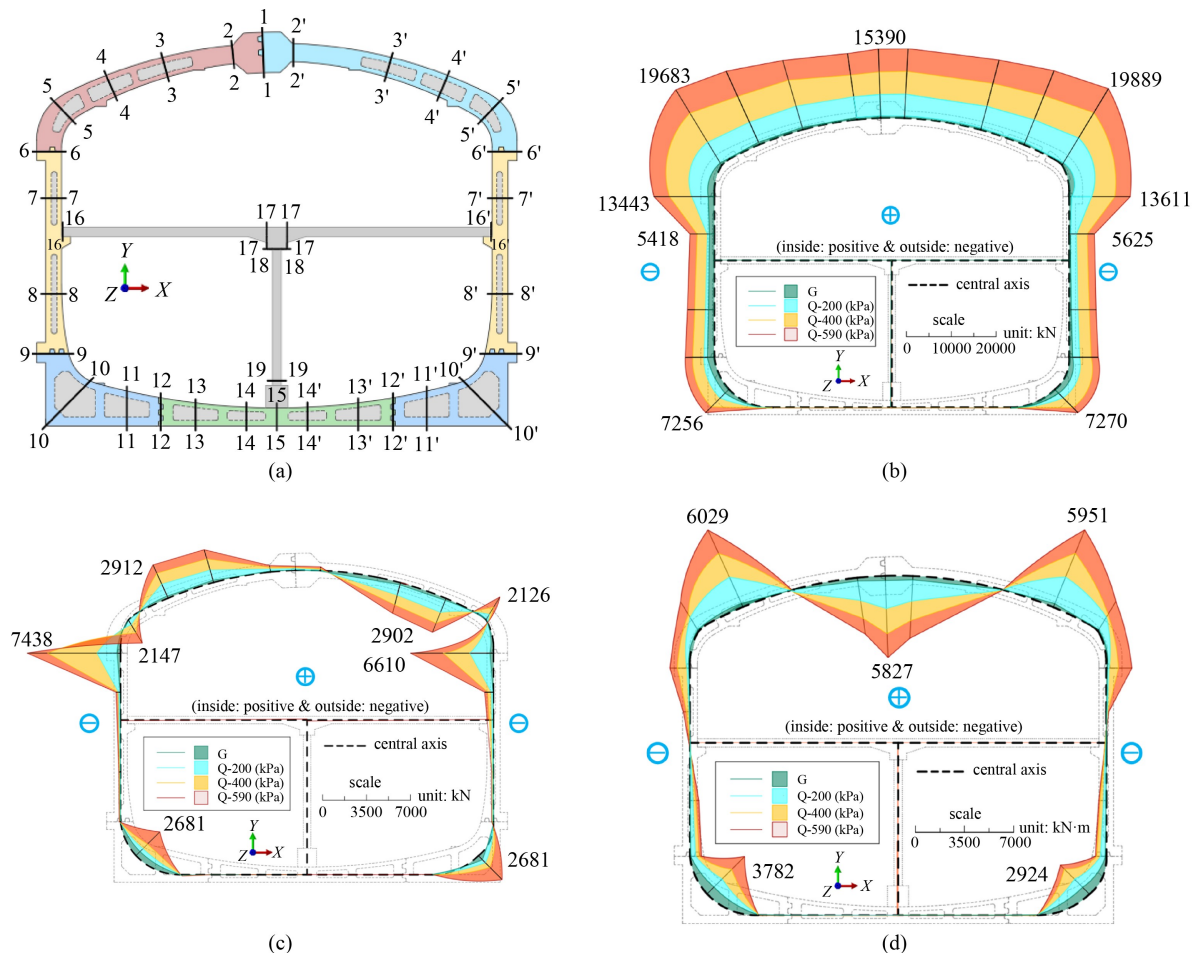 1
2
2'
3
3'
4
4'
5
5'
2
2'
1
3
3'
4
4'
5
5'
6
6
6'
7
7
7'
16
17 17
16'
16
17 17
16'
18 18
Y
Z
X
8
8
8'
9
9
9'
10
11
12
13
19 19
14
15
14'
13'
12'
11'
10'
10
11
12
13
14
15
14'
13'
12'
11'
10'
(a)
15390
19683
19889
13443
13611
5418
5625
(inside: positive & outside: negative)
G
Q-200 (kPa)
Q-400 (kPa)
Q-590 (kPa)
central axis
scale
unit: kN
0 10000 20000
Y
Z
X
7256
7270
(b)
2912
2126
7438
2147
2902
6610
(inside: positive & outside: negative)
G
Q-200 (kPa)
Q-400 (kPa)
Q-590 (kPa)
central axis
scale
unit: kN
0 3500 7000
2681
Y
Z
X
2681
(c)
6029
5951
5827
(inside: positive & outside: negative)
G
Q-200 (kPa)
Q-400 (kPa)
Q-590 (kPa)
central axis
scale
unit: kN·m
0 3500 7000
3782
2924
Y
Z
X
(d)